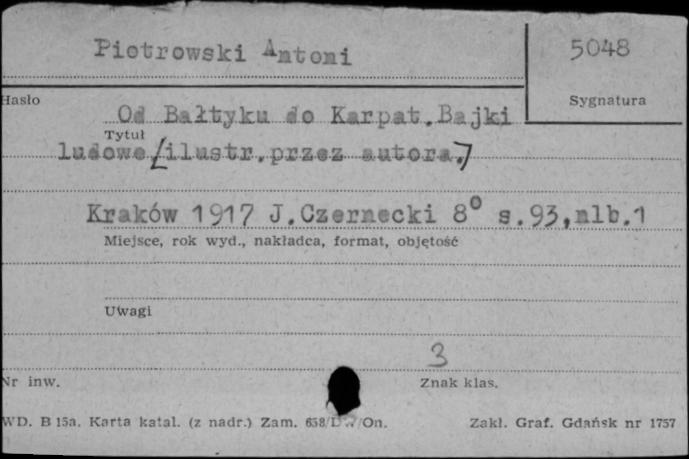 Piotrowski Antoni
5048
Hasło
Sygnatura
Od Bałtyku do Karpat.Bajki
Tytuł
ludowe[ilustr.przez autora.]
Kraków 1917 J.Czernecki 8° s.93,nlb.1
Miejsce, rok wyd., nakładca, format, objętość
Uwagi
3
Nr inw.
Znak klas.
WD. B 15a. Karta katal. (z nadr.) Zam. 658/ /On.
Zakł. Graf. Gdańsk nr 1757